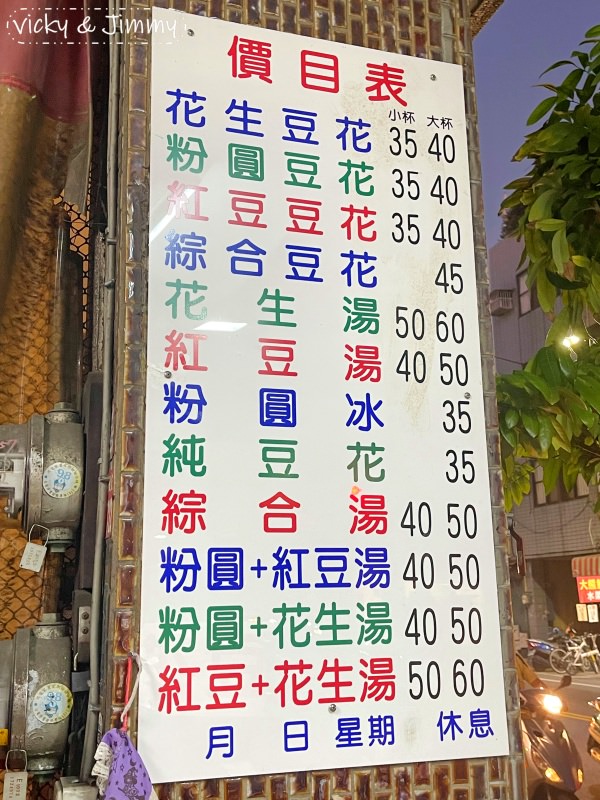 Vicky & Jimmy
價目表
小杯 大杯
花生豆花 35 40
粉圓豆花 35 40
紅豆豆花 35 40
綜合豆花 45
花生湯 50 60
紅豆湯 40 50
粉圓冰 35
純豆花 35
綜合湯 40 50
粉圓+紅豆湯 40 50
粉圓+花生湯 40 50
紅豆+花生湯 50 60
月 日 星期 休息
98